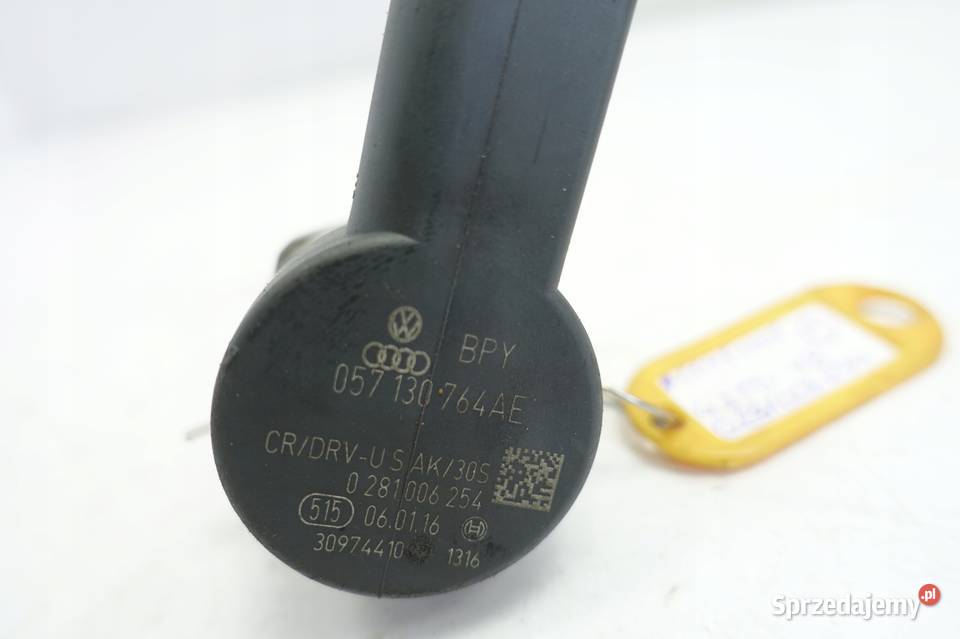 BPY
057 130 764AE
CR/DRV-U S AK/30S
0 281 006 254
515 06.01.16
30974410 1316
Sprzedajemy.pl